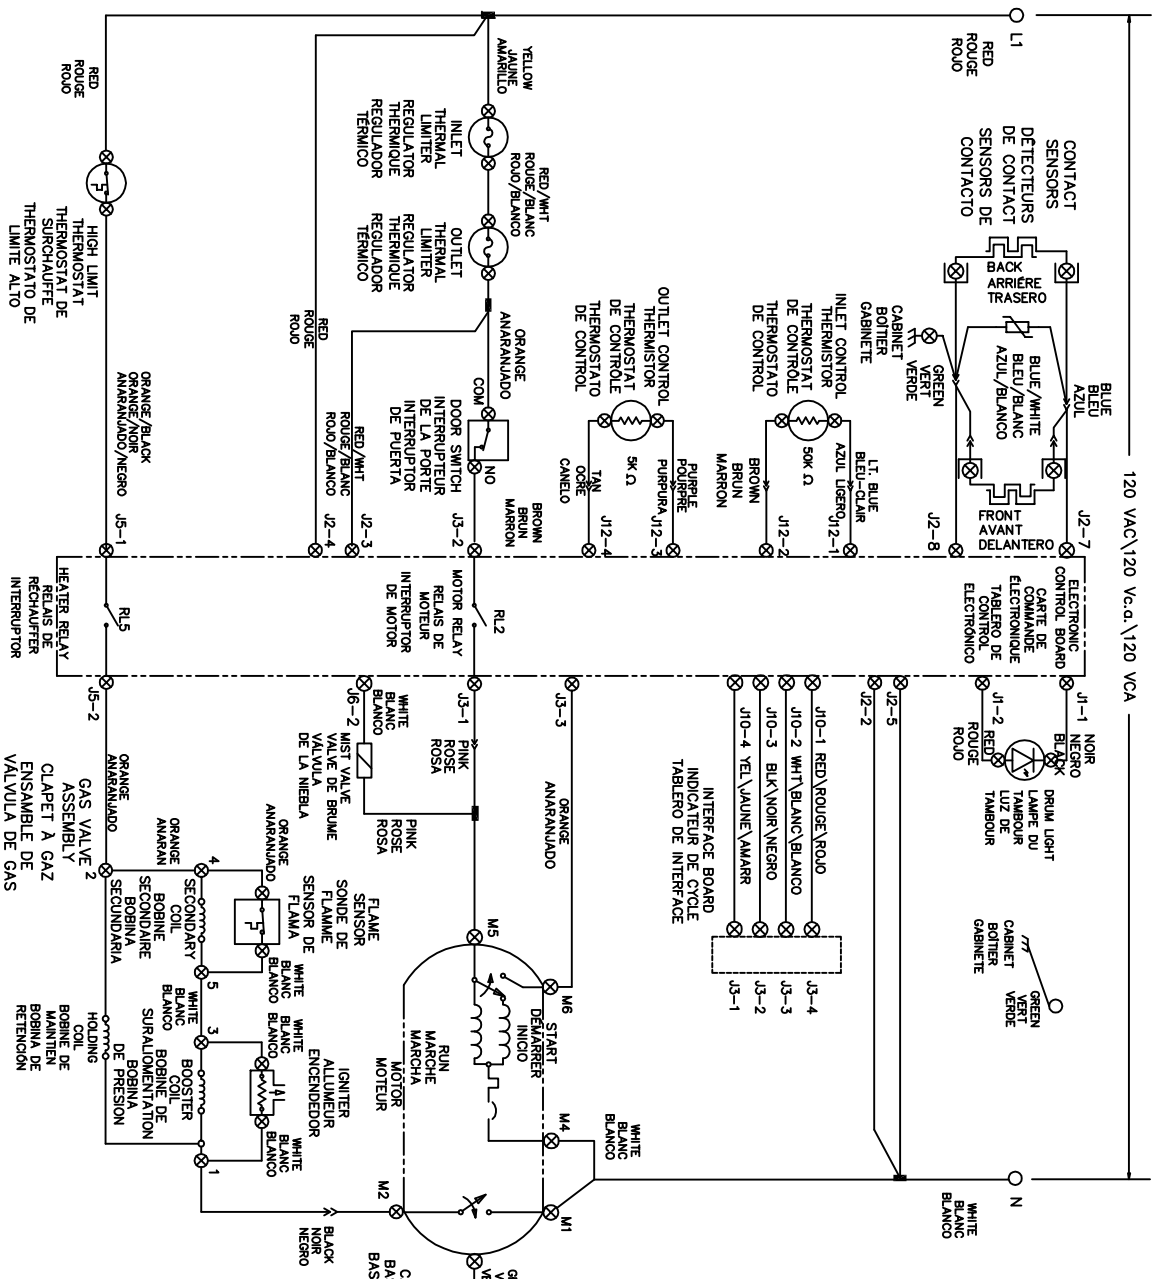 120 VAC\120 Vc.a.\120 VCA
L1
RED
ROUGE
ROJO
N
WHITE
BLANC
BLANCO
CONTACT
SENSORS
DÉTECTEURS
DE CONTACT
SENSORS DE
CONTACTO
BACK
ARRIÉRE
TRASERO
BLUE
BLEU
AZUL
BLUE/WHITE
BLEU/BLANC
AZUL/BLANCO
GREEN
VERT
VERDE
CABINET
BOÎTIER
GABINETE
FRONT
AVANT
DELANTERO
J2-7
J2-8
ELECTRONIC
CONTROL BOARD
CARTE DE
COMMANDE
ÉLECTRONIQUE
TABLERO DE
CONTROL
ELECTRÓNICO
J1-1
NOIR
NEGRO
BLACK
J1-2
RED
ROUGE
ROJO
DRUM LIGHT
LAMPE DU
TAMBOUR
LUZ DE
TAMBOUR
CABINET
BOÎTIER
GABINETE
GREEN
VERT
VERDE
J2-5
J2-2
INLET CONTROL
THERMISTOR
THERMOSTAT
DE CONTRÔLE
THERMOSTATO
DE CONTROL
50K Ω
LT. BLUE
BLEU-CLAIR
AZUL LIGERO
J12-1
BROWN
BRUN
MARRON
J12-2
OUTLET CONTROL
THERMISTOR
THERMOSTAT
DE CONTRÔLE
THERMOSTATO
DE CONTROL
5K Ω
PURPLE
POURPRE
PURPURA
J12-3
TAN
OCRE
CANELO
J12-4
J10-1 RED\ROUGE\ROJO
J10-2 WHT\BLANC\BLANCO
J10-3 BLK\NOIR\NEGRO
J10-4 YEL\JAUNE\AMARR
J3-4
J3-3
J3-2
J3-1
INTERFACE BOARD
INDICATEUR DE CYCLE
TABLERO DE INTERFACE
YELLOW
JAUNE
AMARILLO
INLET
THERMAL
LIMITER
REGULATOR
THERMIQUE
REGULADOR
TÉRMICO
RED/WHT
ROUGE/BLANC
ROJO/BLANCO
OUTLET
THERMAL
LIMITER
REGULATOR
THERMIQUE
REGULADOR
TÉRMICO
ORANGE
ANARANJADO
COM
NO
DOOR SWITCH
INTERRUPTEUR
DE LA PORTE
INTERRUPTOR
DE PUERTA
BROWN
BRUN
MARRON
J3-2
RED/WHT
ROUGE/BLANC
ROJO/BLANCO
J2-3
RED
ROUGE
ROJO
J2-4
RL2
MOTOR RELAY
RELAIS DE
MOTEUR
INTERRUPTOR
DE MOTOR
J3-3
ORANGE
ANARANJADO
J3-1
PINK
ROSE
ROSA
J6-2
WHITE
BLANC
BLANCO
MIST VALVE
VALVE DE BRUME
VÁLVULA
DE LA NIEBLA
PINK
ROSE
ROSA
M5
M6
START
DÉMARRER
INICIO
RUN
MARCHE
MARCHA
MOTOR
MOTEUR
M4
M1
M2
WHITE
BLANC
BLANCO
RED
ROUGE
ROJO
HIGH LIMIT
THERMOSTAT
THERMOSTAT DE
SURCHAUFFE
THERMOSTATO DE
LIMITE ALTO
ORANGE/BLACK
ORANGE/NOIR
ANARANJADO/NEGRO
J5-1
RL5
HEATER RELAY
RELAIS DE
RÉCHAUFFER
INTERRUPTOR
J5-2
ORANGE
ANARANJADO
GAS VALVE
ASSEMBLY
CLAPET À GAZ
ENSAMBLE DE
VÁLVULA DE GAS
2
ORANGE
ANARAN
4
ORANGE
ANARANJADO
FLAME
SENSOR
SONDE DE
FLAMME
SENSOR DE
FLAMA
SECONDARY
COIL
BOBINE
SECONDAIRE
BOBINA
SECUNDARIA
WHITE
BLANC
BLANCO
5
WHITE
BLANC
BLANCO
3
WHITE
BLANC
BLANCO
IGNITER
ALLUMEUR
ENCENDEDOR
BOOSTER
COIL
BOBINE DE
SURALIOMENTATION
BOBINA
DE PRESION
WHITE
BLANC
BLANCO
1
HOLDING
COIL
BOBINE DE
MAINTIEN
BOBINA DE
RETENCIÓN
BLACK
NOIR
NEGRO